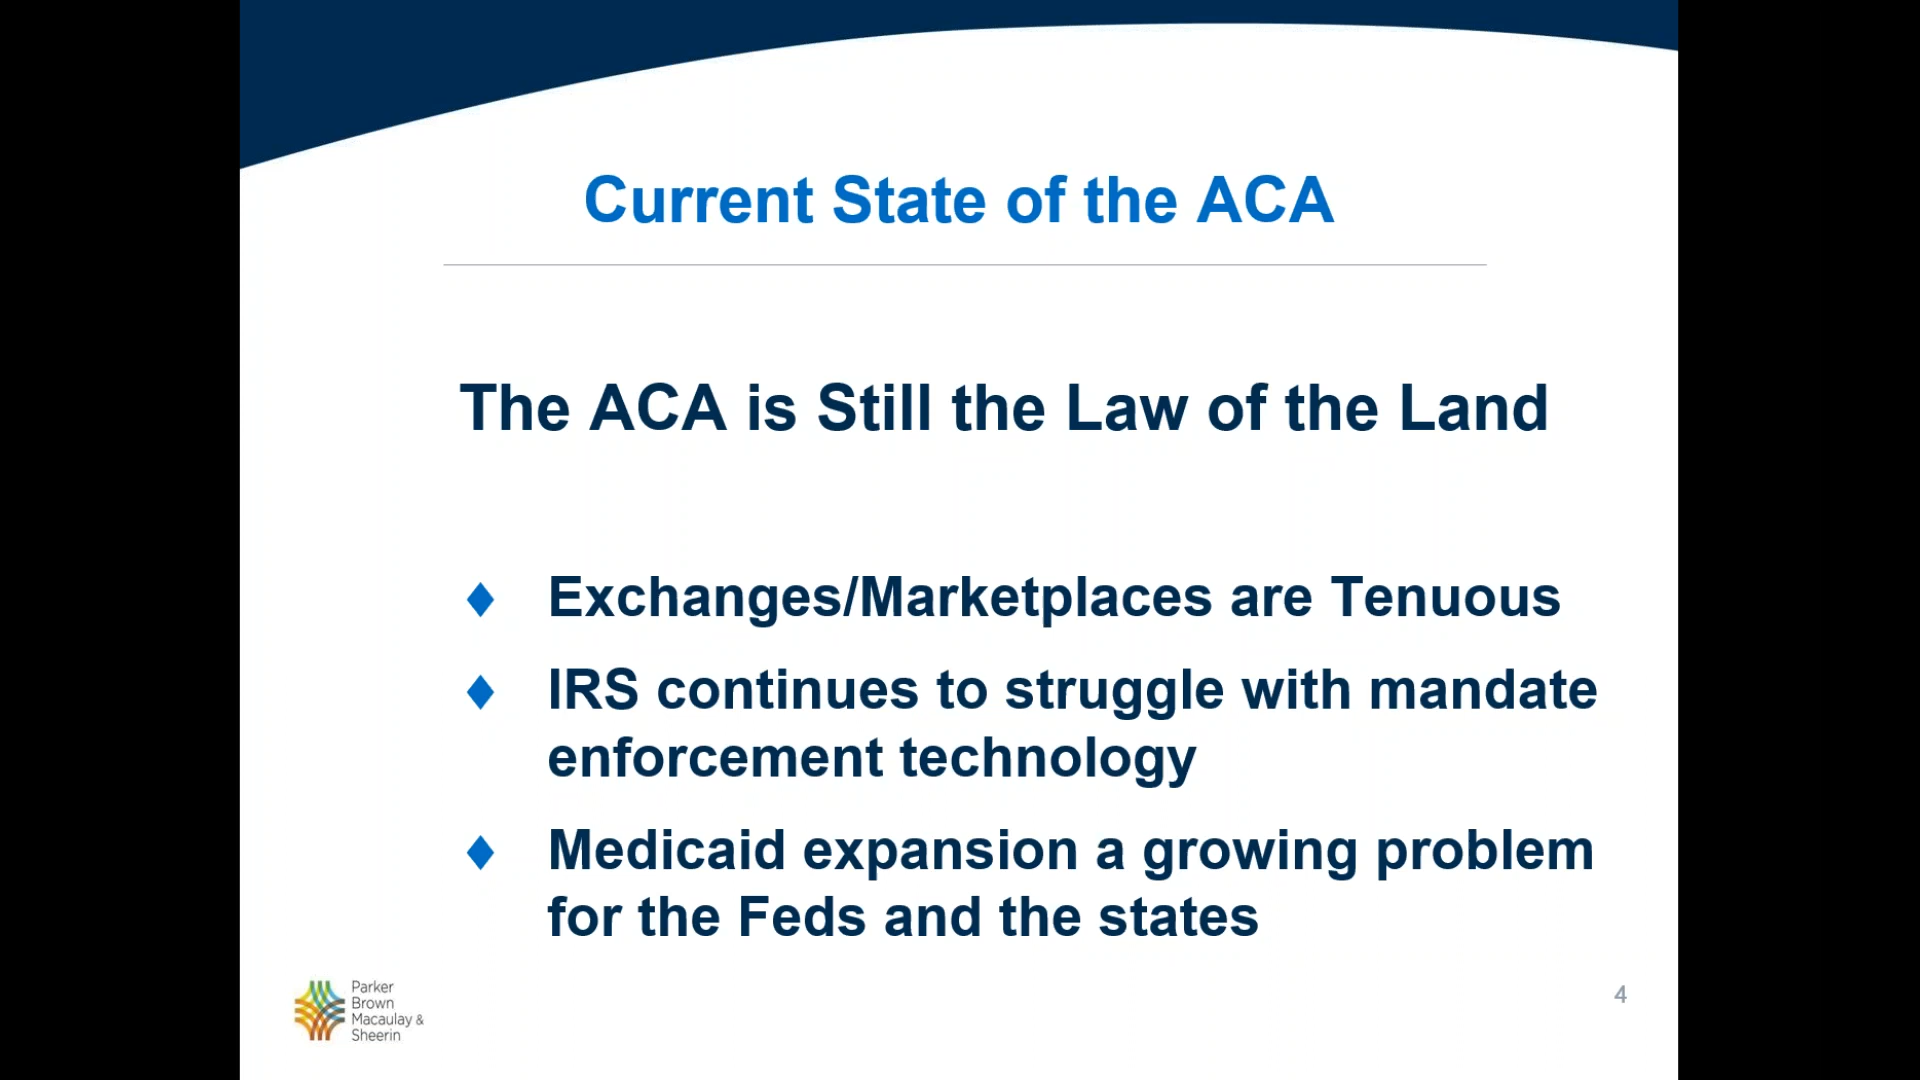 Current State of the ACA
The ACA is Still the Law of the Land
♦ Exchanges/Marketplaces are Tenuous
♦ IRS continues to struggle with mandate
enforcement technology
♦ Medicaid expansion a growing problem
for the Feds and the states
Parker
Brown
Macaulay &
Sheerin
4